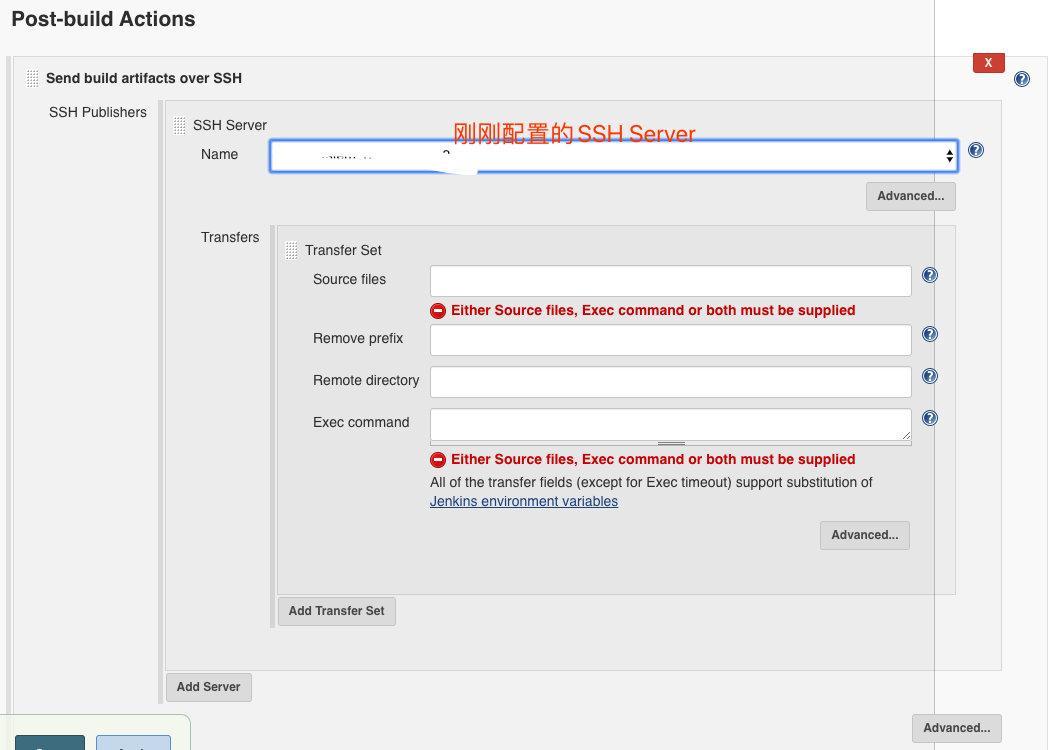 Post-build Actions
X
Send build artifacts over SSH
SSH Publishers
SSH Server
刚刚配置的SSH Server
Name
Advanced...
Transfers
Transfer Set
Source files
Either Source files, Exec command or both must be supplied
Remove prefix
Remote directory
Exec command
Either Source files, Exec command or both must be supplied
All of the transfer fields (except for Exec timeout) support substitution of
Jenkins environment variables
Advanced...
Add Transfer Set
Add Server
Advanced...